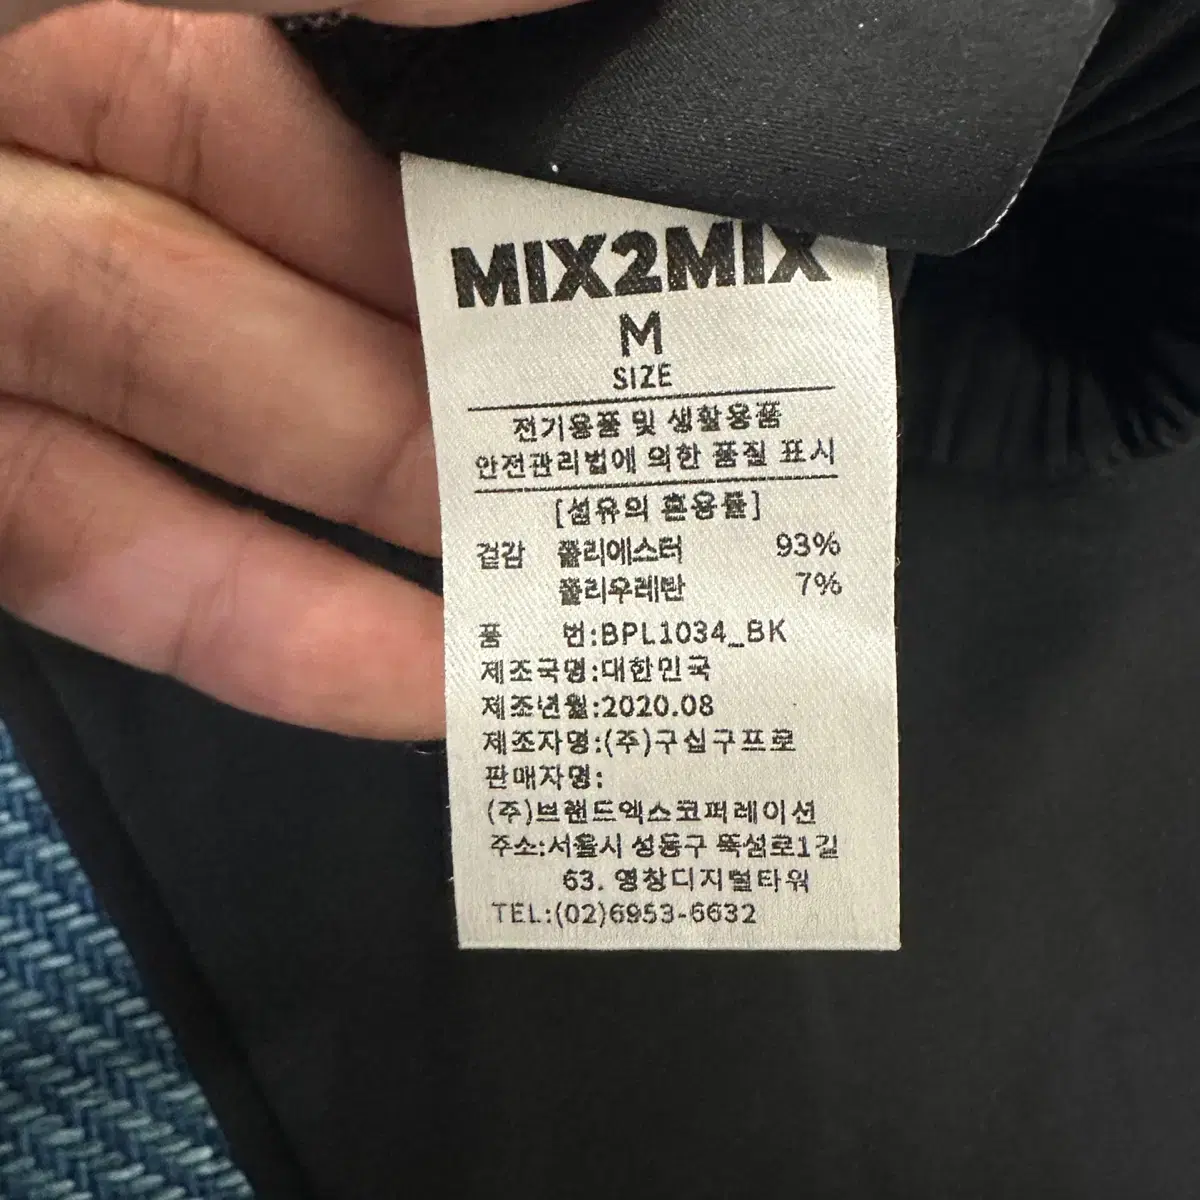 MIX2MIX
M
SIZE
전기용품 및 생활용품
안전관리법에 의한 품질 표시
[섬유의 혼용률]
겉감 폴리에스터 93%
폴리우레탄 7%
품 번:BPL1034_BK
제조국명:대한민국
제조년월:2020.08
제조자명:(주)구십구프로
판매자명:
(주)브랜드엑스코퍼레이션
주소:서울시 성동구 뚝섬로1길
63. 영창디지털타워
TEL:(02)6953-6632